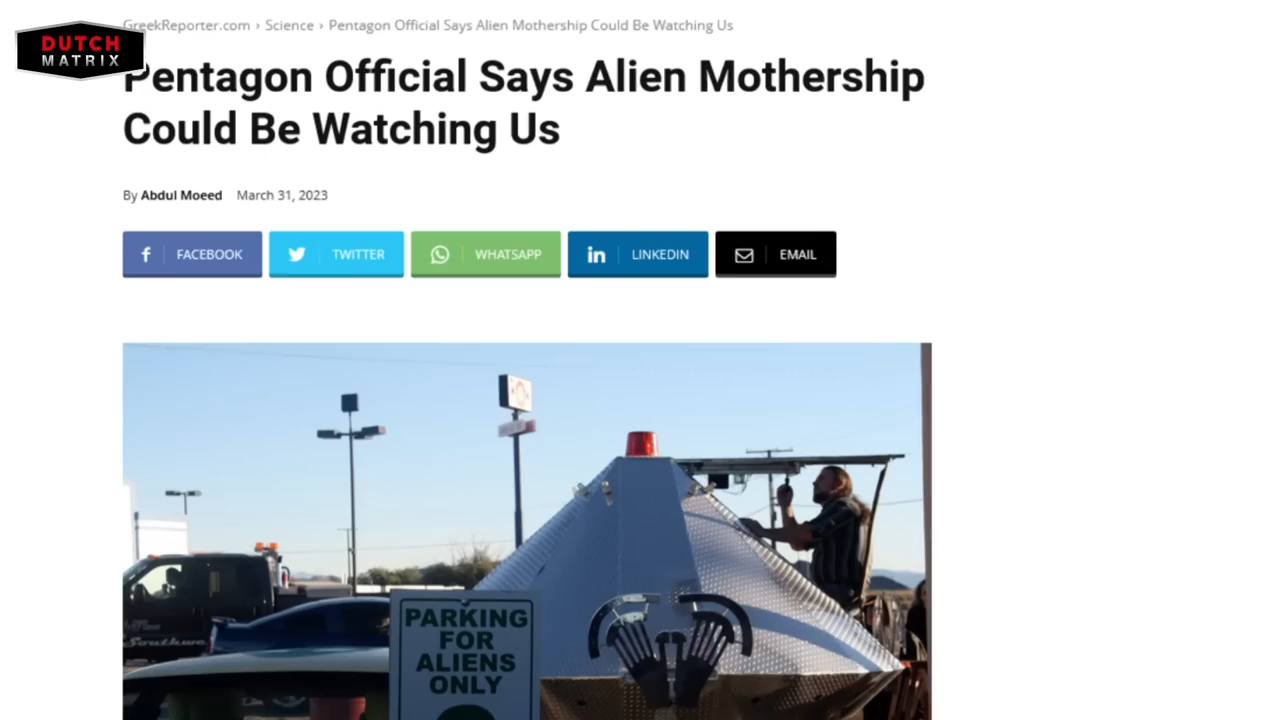 DUTCH
MATRIX
GreekReporter.com › Science › Pentagon Official Says Alien Mothership Could Be Watching Us
Pentagon Official Says Alien Mothership
Could Be Watching Us
By Abdul Moeed March 31, 2023
FACEBOOK TWITTER WHATSAPP LINKEDIN EMAIL
Southwe
PARKING
FOR
ALIENS
ONLY